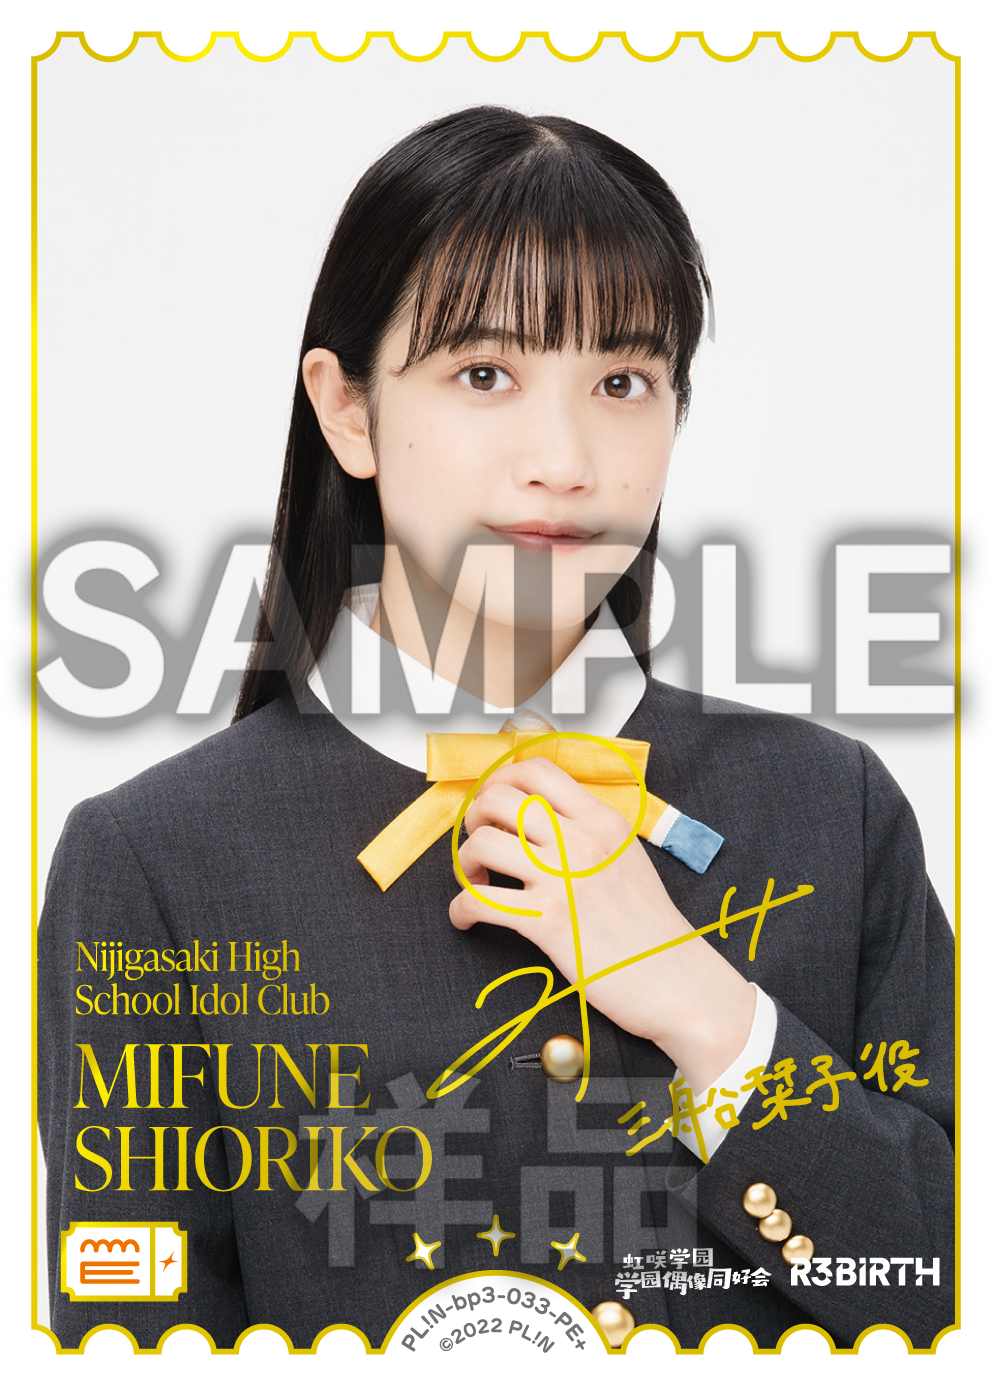 SAMPLE
Nijigasaki High
School Idol Club
MIFUNE
SHIORIKO
三船栞子役
样品
虹咲学园
学园偶像同好会
R3BIRTH
PL!N-bp3-033-PE+
©2022 PL!N